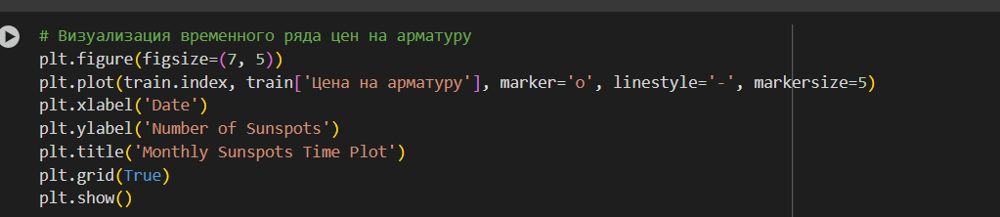 # Визуализация временного ряда цен на арматуру
plt.figure(figsize=(7, 5))
plt.plot(train.index, train['Цена на арматуру'], marker='o', linestyle='-', markersize=5)
plt.xlabel('Date')
plt.ylabel('Number of Sunspots')
plt.title('Monthly Sunspots Time Plot')
plt.grid(True)
plt.show()